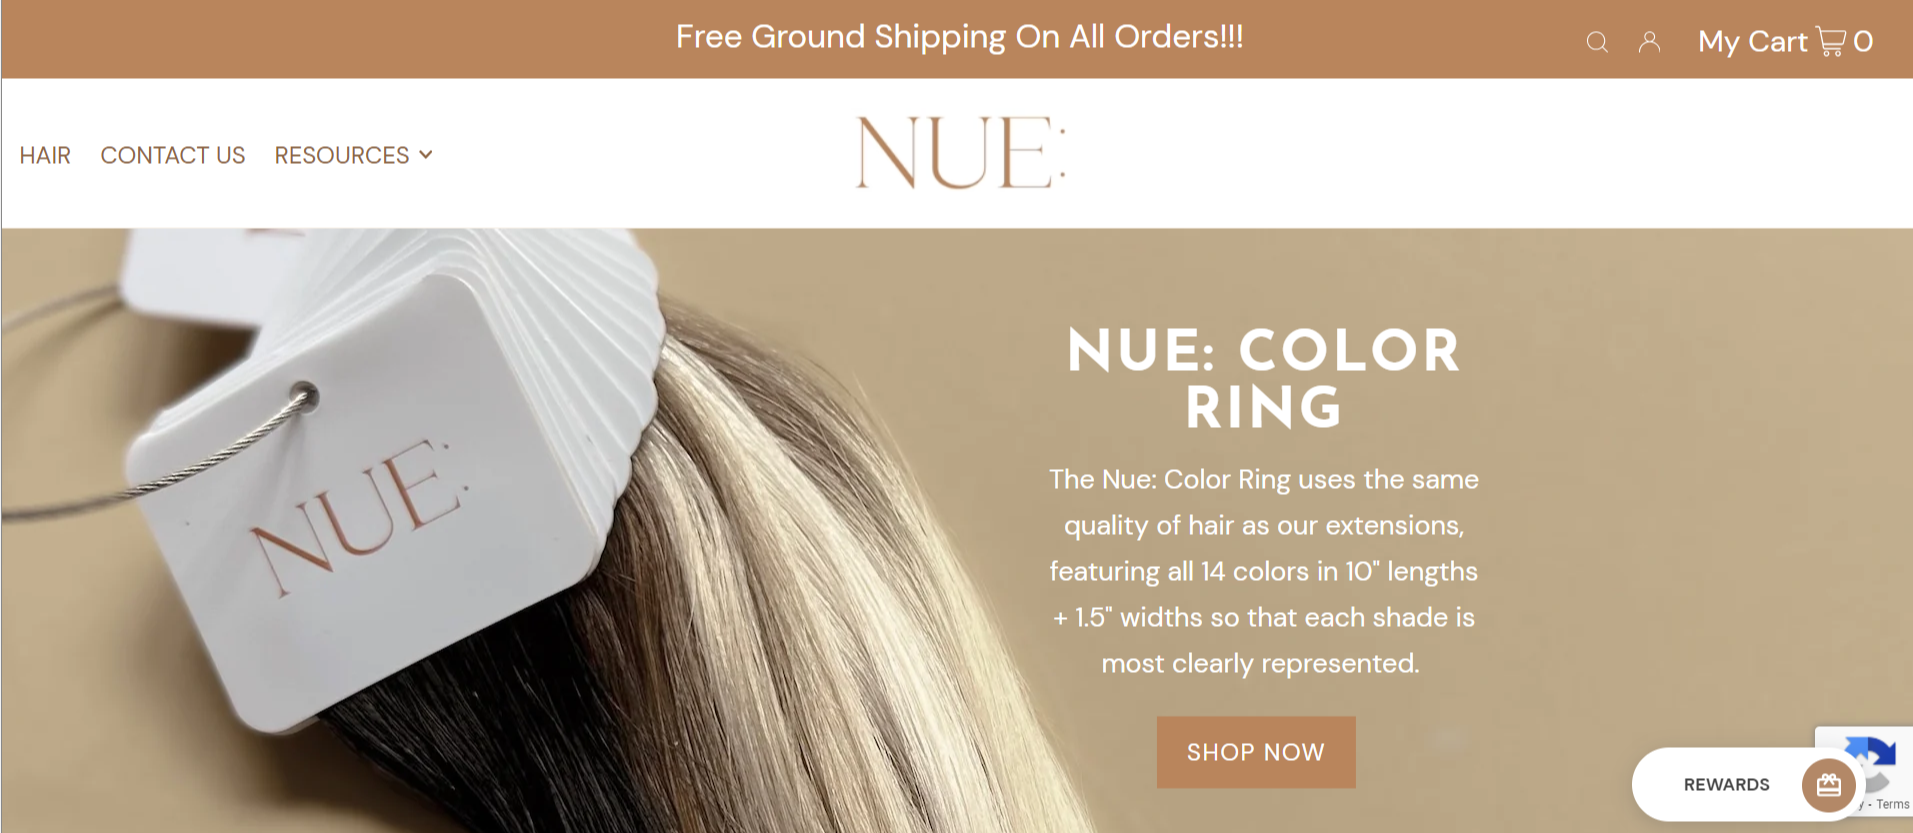 Free Ground Shipping On All Orders!!!
My Cart 0
HAIR CONTACT US RESOURCES
NUE:
NUE: COLOR
RING
The Nue: Color Ring uses the same
quality of hair as our extensions,
featuring all 14 colors in 10" lengths
+ 1.5" widths so that each shade is
most clearly represented.
SHOP NOW
NUE:
REWARDS
- Terms